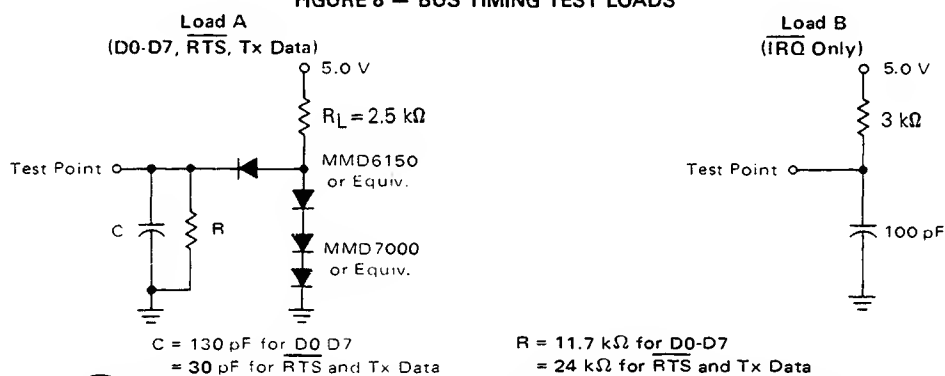 FIGURE 8 — BUS TIMING TEST LOADS
Load A
(D0-D7, RTS, Tx Data)
5.0 V
RL = 2.5 kΩ
MMD6150
or Equiv.
Test Point
C
R
MMD7000
or Equiv.
C = 130 pF for D0 D7
= 30 pF for RTS and Tx Data
Load B
(IRQ Only)
5.0 V
3 kΩ
Test Point
100 pF
R = 11.7 kΩ for D0-D7
= 24 kΩ for RTS and Tx Data